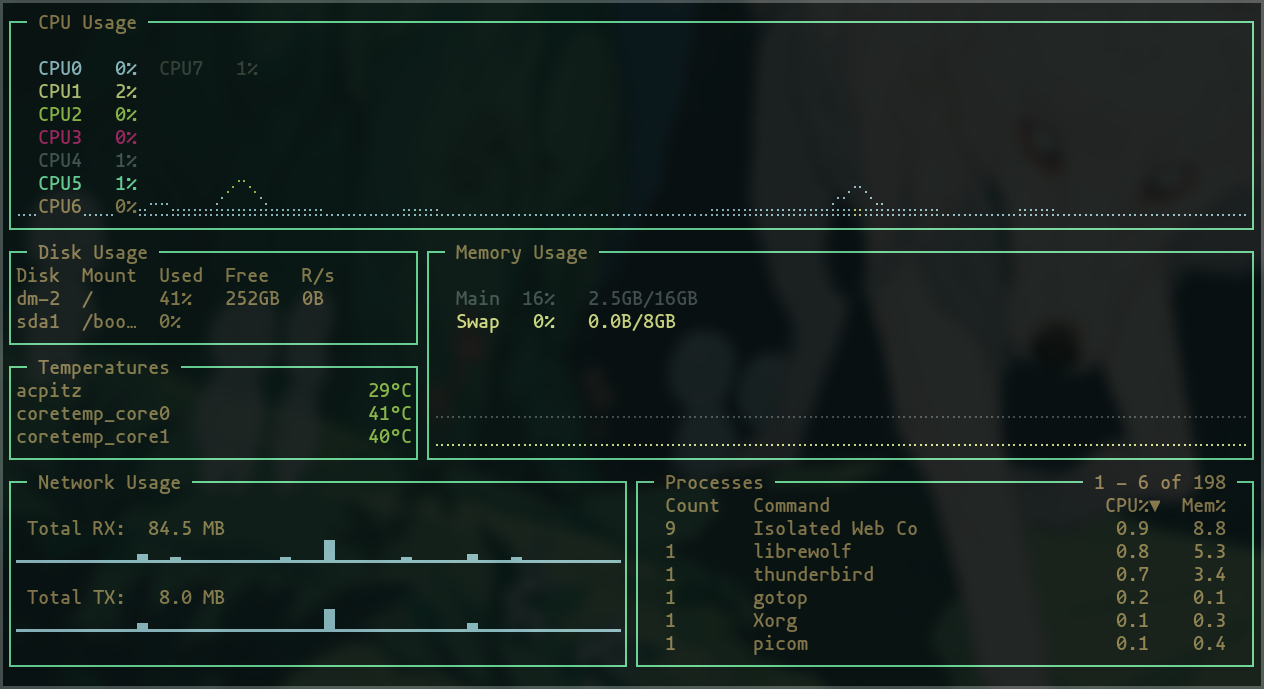 CPU Usage
CPU0 0% CPU7 1%
CPU1 2%
CPU2 0%
CPU3 0%
CPU4 1%
CPU5 1%
CPU6 0%
Disk Usage
Disk Mount Used Free R/s
dm-2 / 41% 252GB 0B
sda1 /boo… 0%
Memory Usage
Main 16% 2.5GB/16GB
Swap 0% 0.0B/8GB
Temperatures
acpitz 29°C
coretemp_core0 41°C
coretemp_core1 40°C
Network Usage
Total RX: 84.5 MB
Total TX: 8.0 MB
Processes 1 - 6 of 198
Count Command CPU%▼ Mem%
9 Isolated Web Co 0.9 8.8
1 librewolf 0.8 5.3
1 thunderbird 0.7 3.4
1 gotop 0.2 0.1
1 Xorg 0.1 0.3
1 picom 0.1 0.4